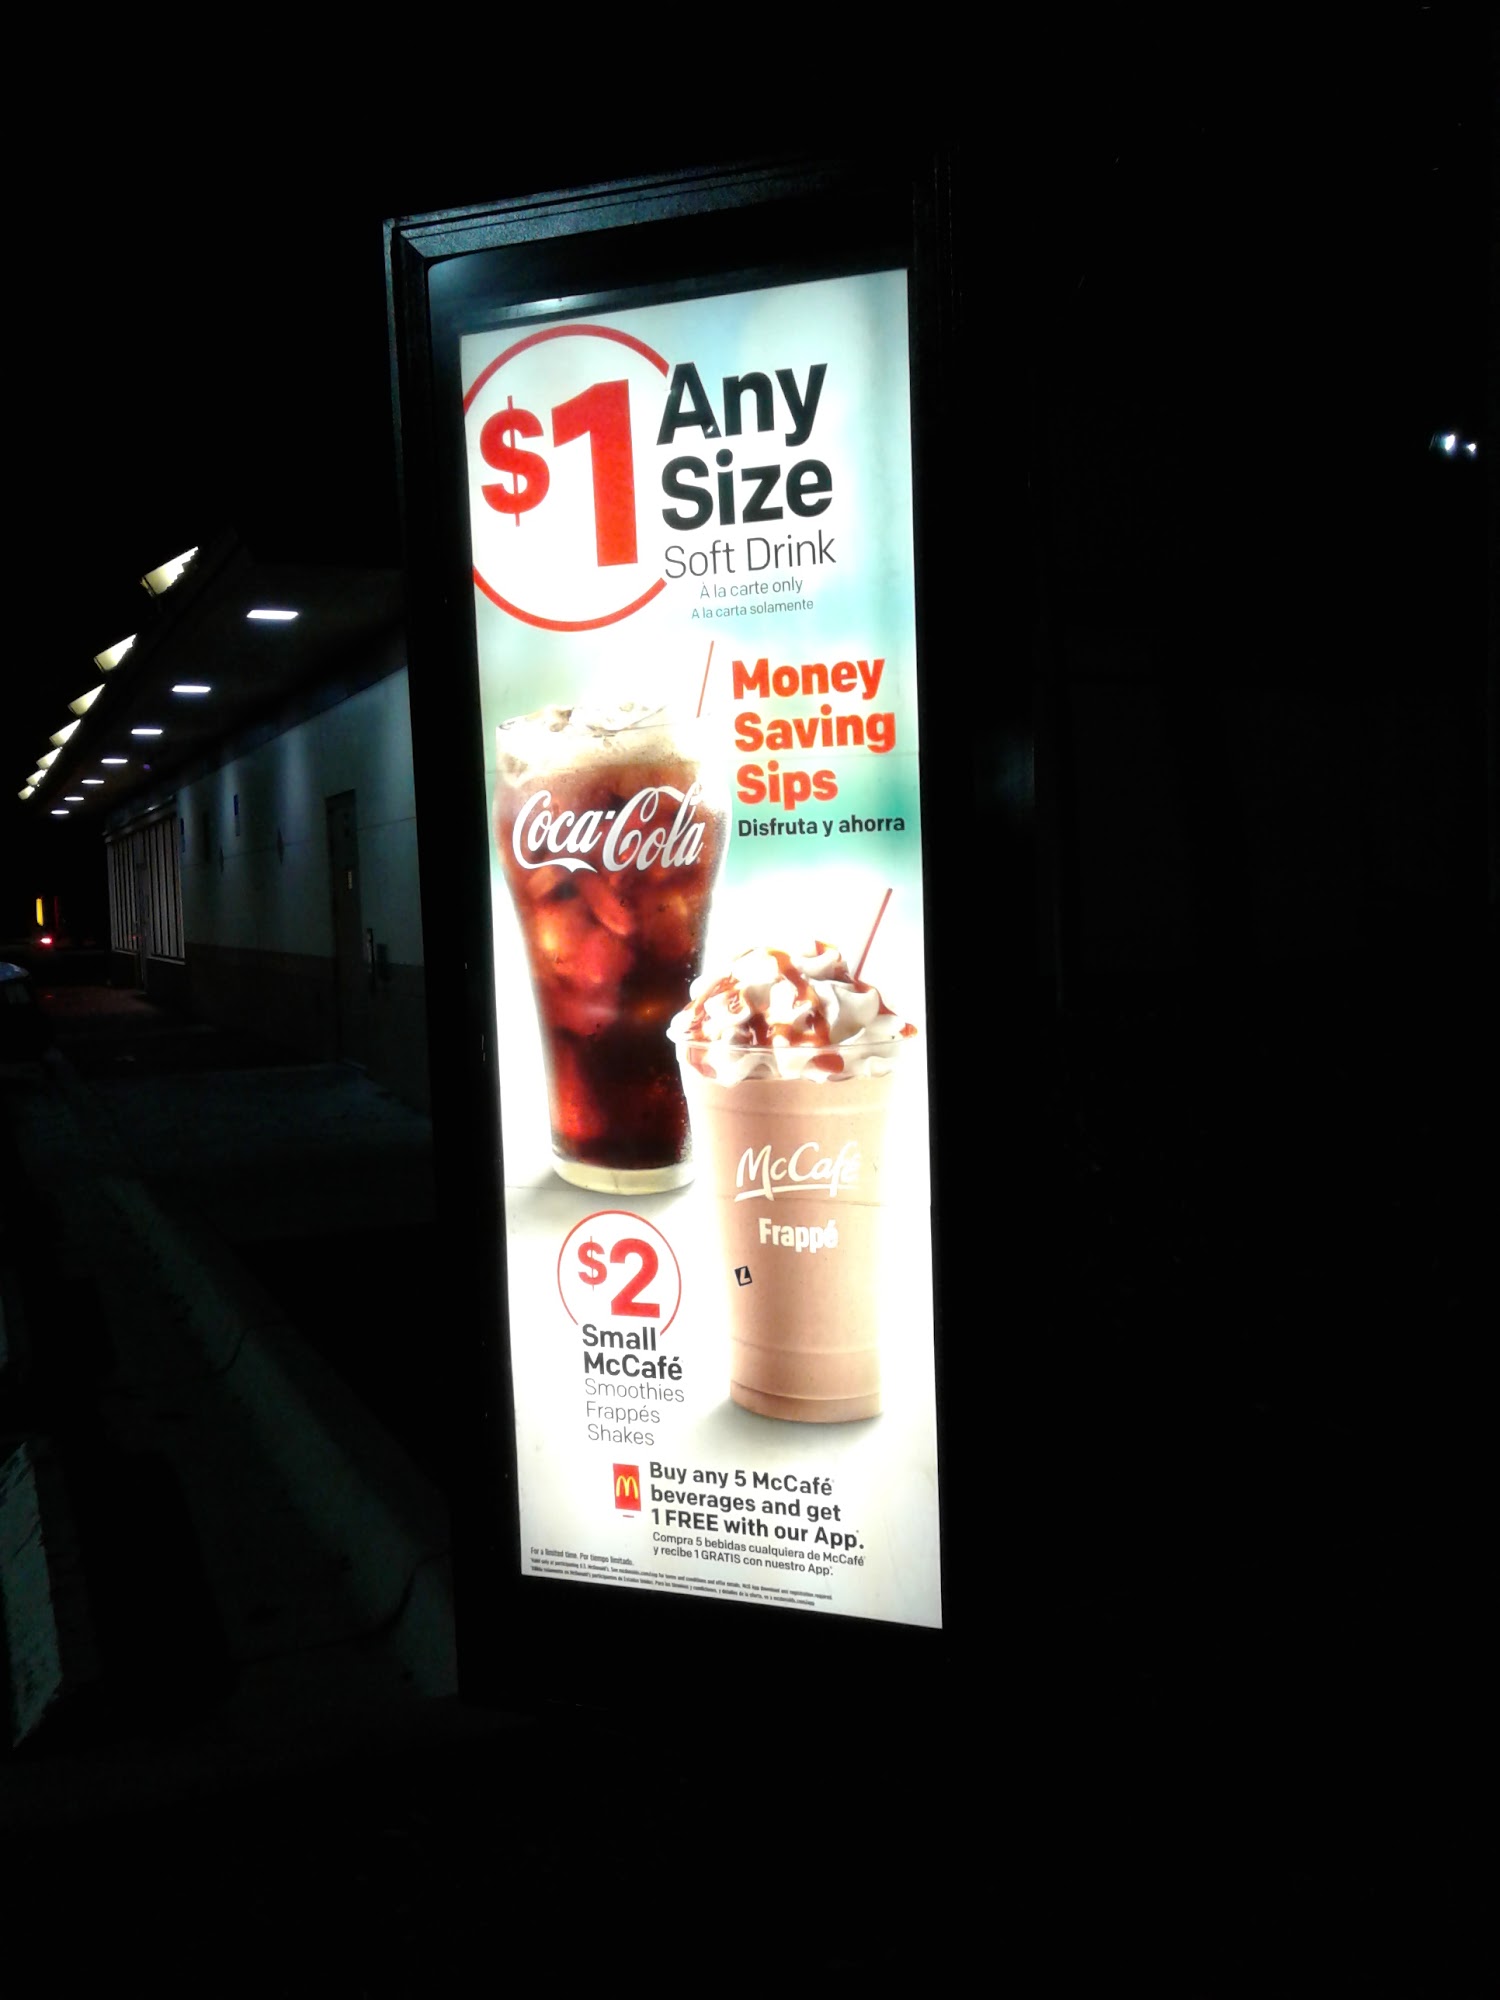 $1
Any
Size
Soft Drink
À la carte only
A la carta solamente
Money
Saving
Sips
Disfruta y ahorra
Coca-Cola
McCafé
Frappé
$2
Small
McCafé
Smoothies
Frappés
Shakes
Buy any 5 McCafé
beverages and get
1 FREE with our App.
Compra 5 bebidas cualquiera de McCafé
y recibe 1 GRATIS con nuestro App.
For a limited time. Por tiempo limitado.